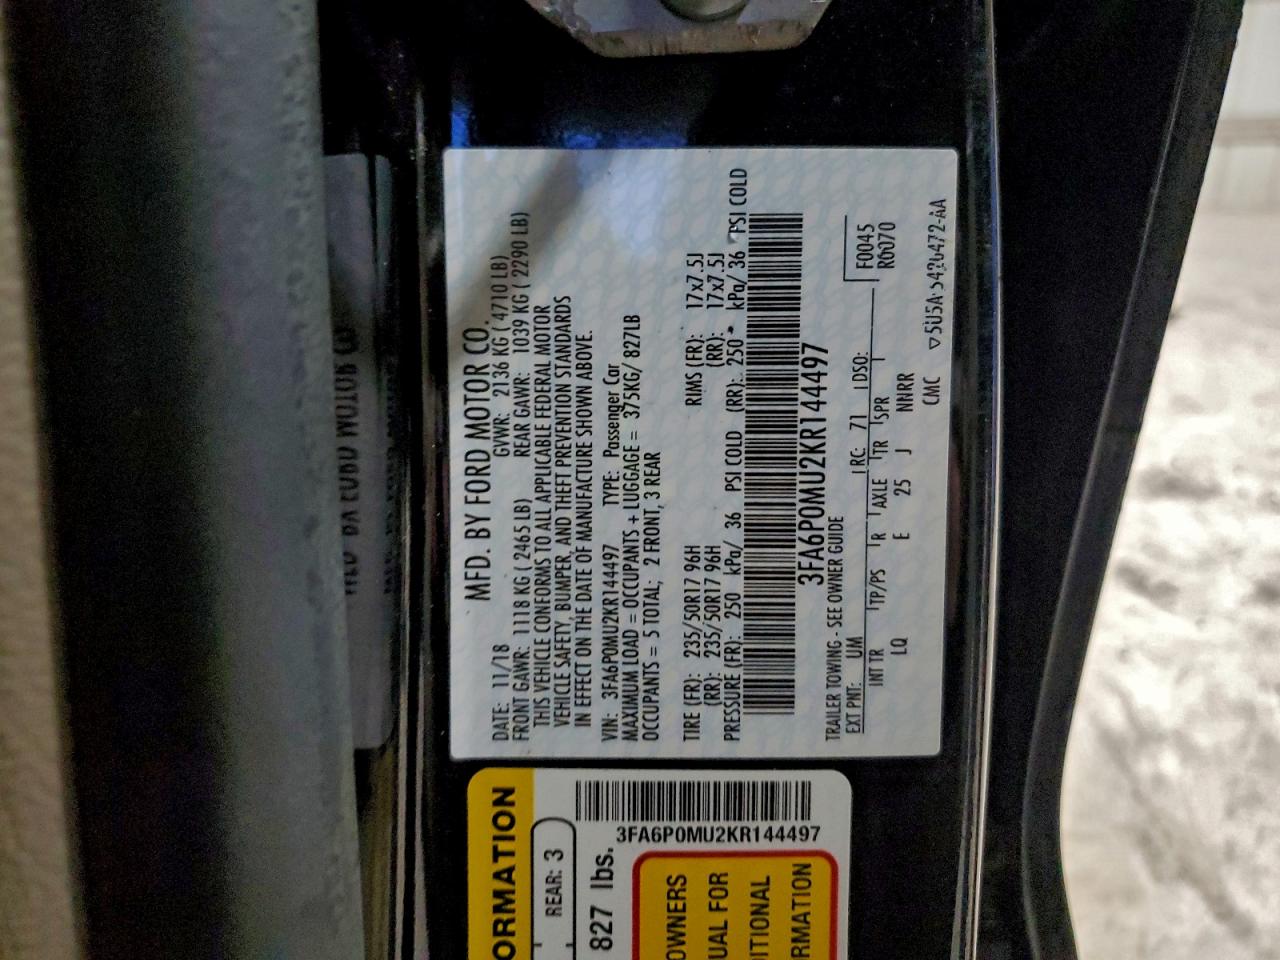 MFD. BY FORD MOTOR CO.
DATE: 11/18 GVWR: 2136 KG ( 4710 LB)
FRONT GAWR: 1118 KG ( 2465 LB) REAR GAWR: 1039 KG ( 2290 LB)
THIS VEHICLE CONFORMS TO ALL APPLICABLE FEDERAL MOTOR
VEHICLE SAFETY, BUMPER, AND THEFT PREVENTION STANDARDS
IN EFFECT ON THE DATE OF MANUFACTURE SHOWN ABOVE.
VIN: 3FA6P0MU2KR144497 TYPE: Passenger Car
MAXIMUM LOAD = OCCUPANTS + LUGGAGE = 375KG/ 827LB
OCCUPANTS = 5 TOTAL; 2 FRONT, 3 REAR
TIRE (FR): 235/50R17 96H RIMS (FR): 17x7.5J
(RR): 235/50R17 96H (RR): 17x7.5J
PRESSURE (FR): 250 kPa/ 36 PSI COLD (RR): 250 kPa/ 36 PSI COLD
3FA6P0MU2KR144497
TRAILER TOWING - SEE OWNER GUIDE
EXT PNT: UM RC: 71 DSO: F0045
R6070
INT TR TP/PS R AXLE TR SPR
LQ E 25 J NNRR
CMC
ORMATION
REAR: 3
827 lbs.
3FA6P0MU2KR144497
OWNERS
UAL FOR
DITIONAL
RMATION